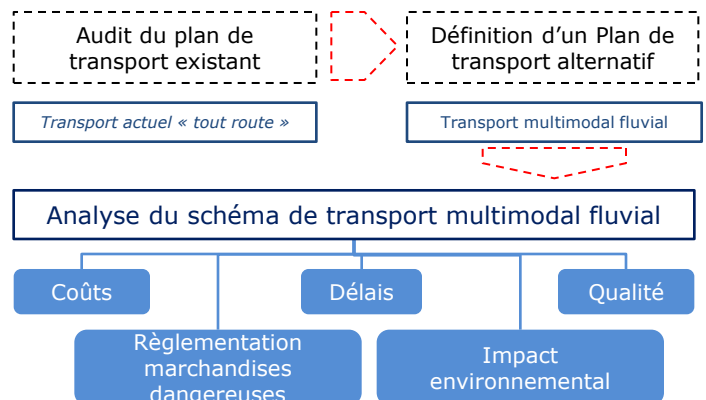 Audit du plan de
transport existant
Définition d'un Plan de
transport alternatif
Transport actuel « tout route »
Transport multimodal fluvial
Analyse du schéma de transport multimodal fluvial
Coûts
Délais
Qualité
Règlementation
marchandises
dangereuses
Impact
environnemental